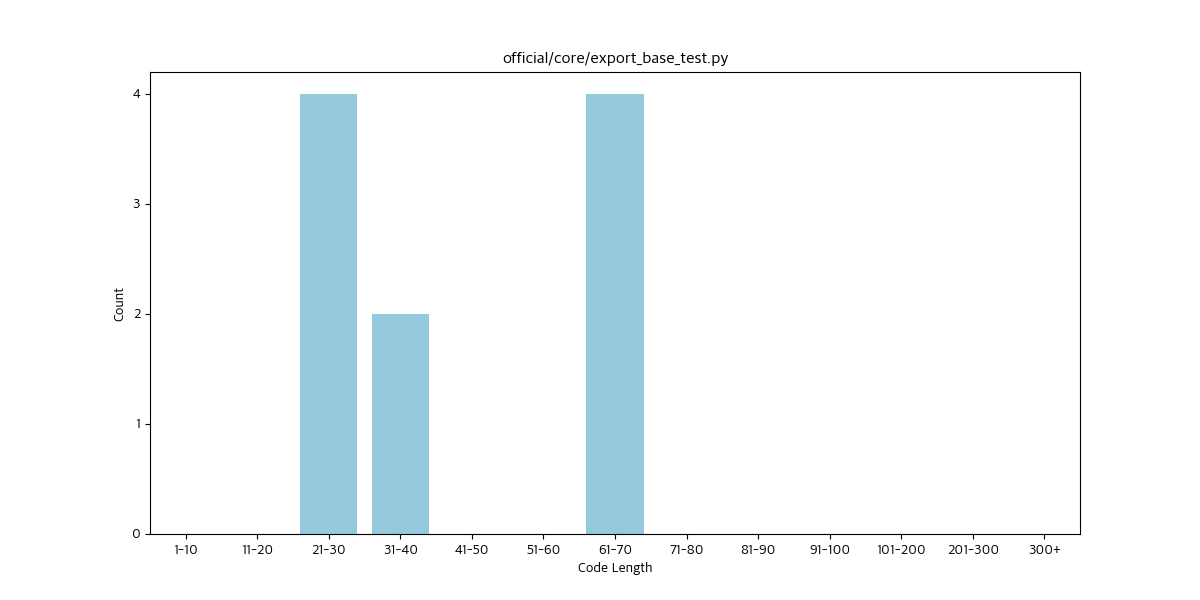 official/core/export_base_test.py
4
3
2
1
0
Count
1-10 11-20 21-30 31-40 41-50 51-60 61-70 71-80 81-90 91-100 101-200 201-300 300+
Code Length